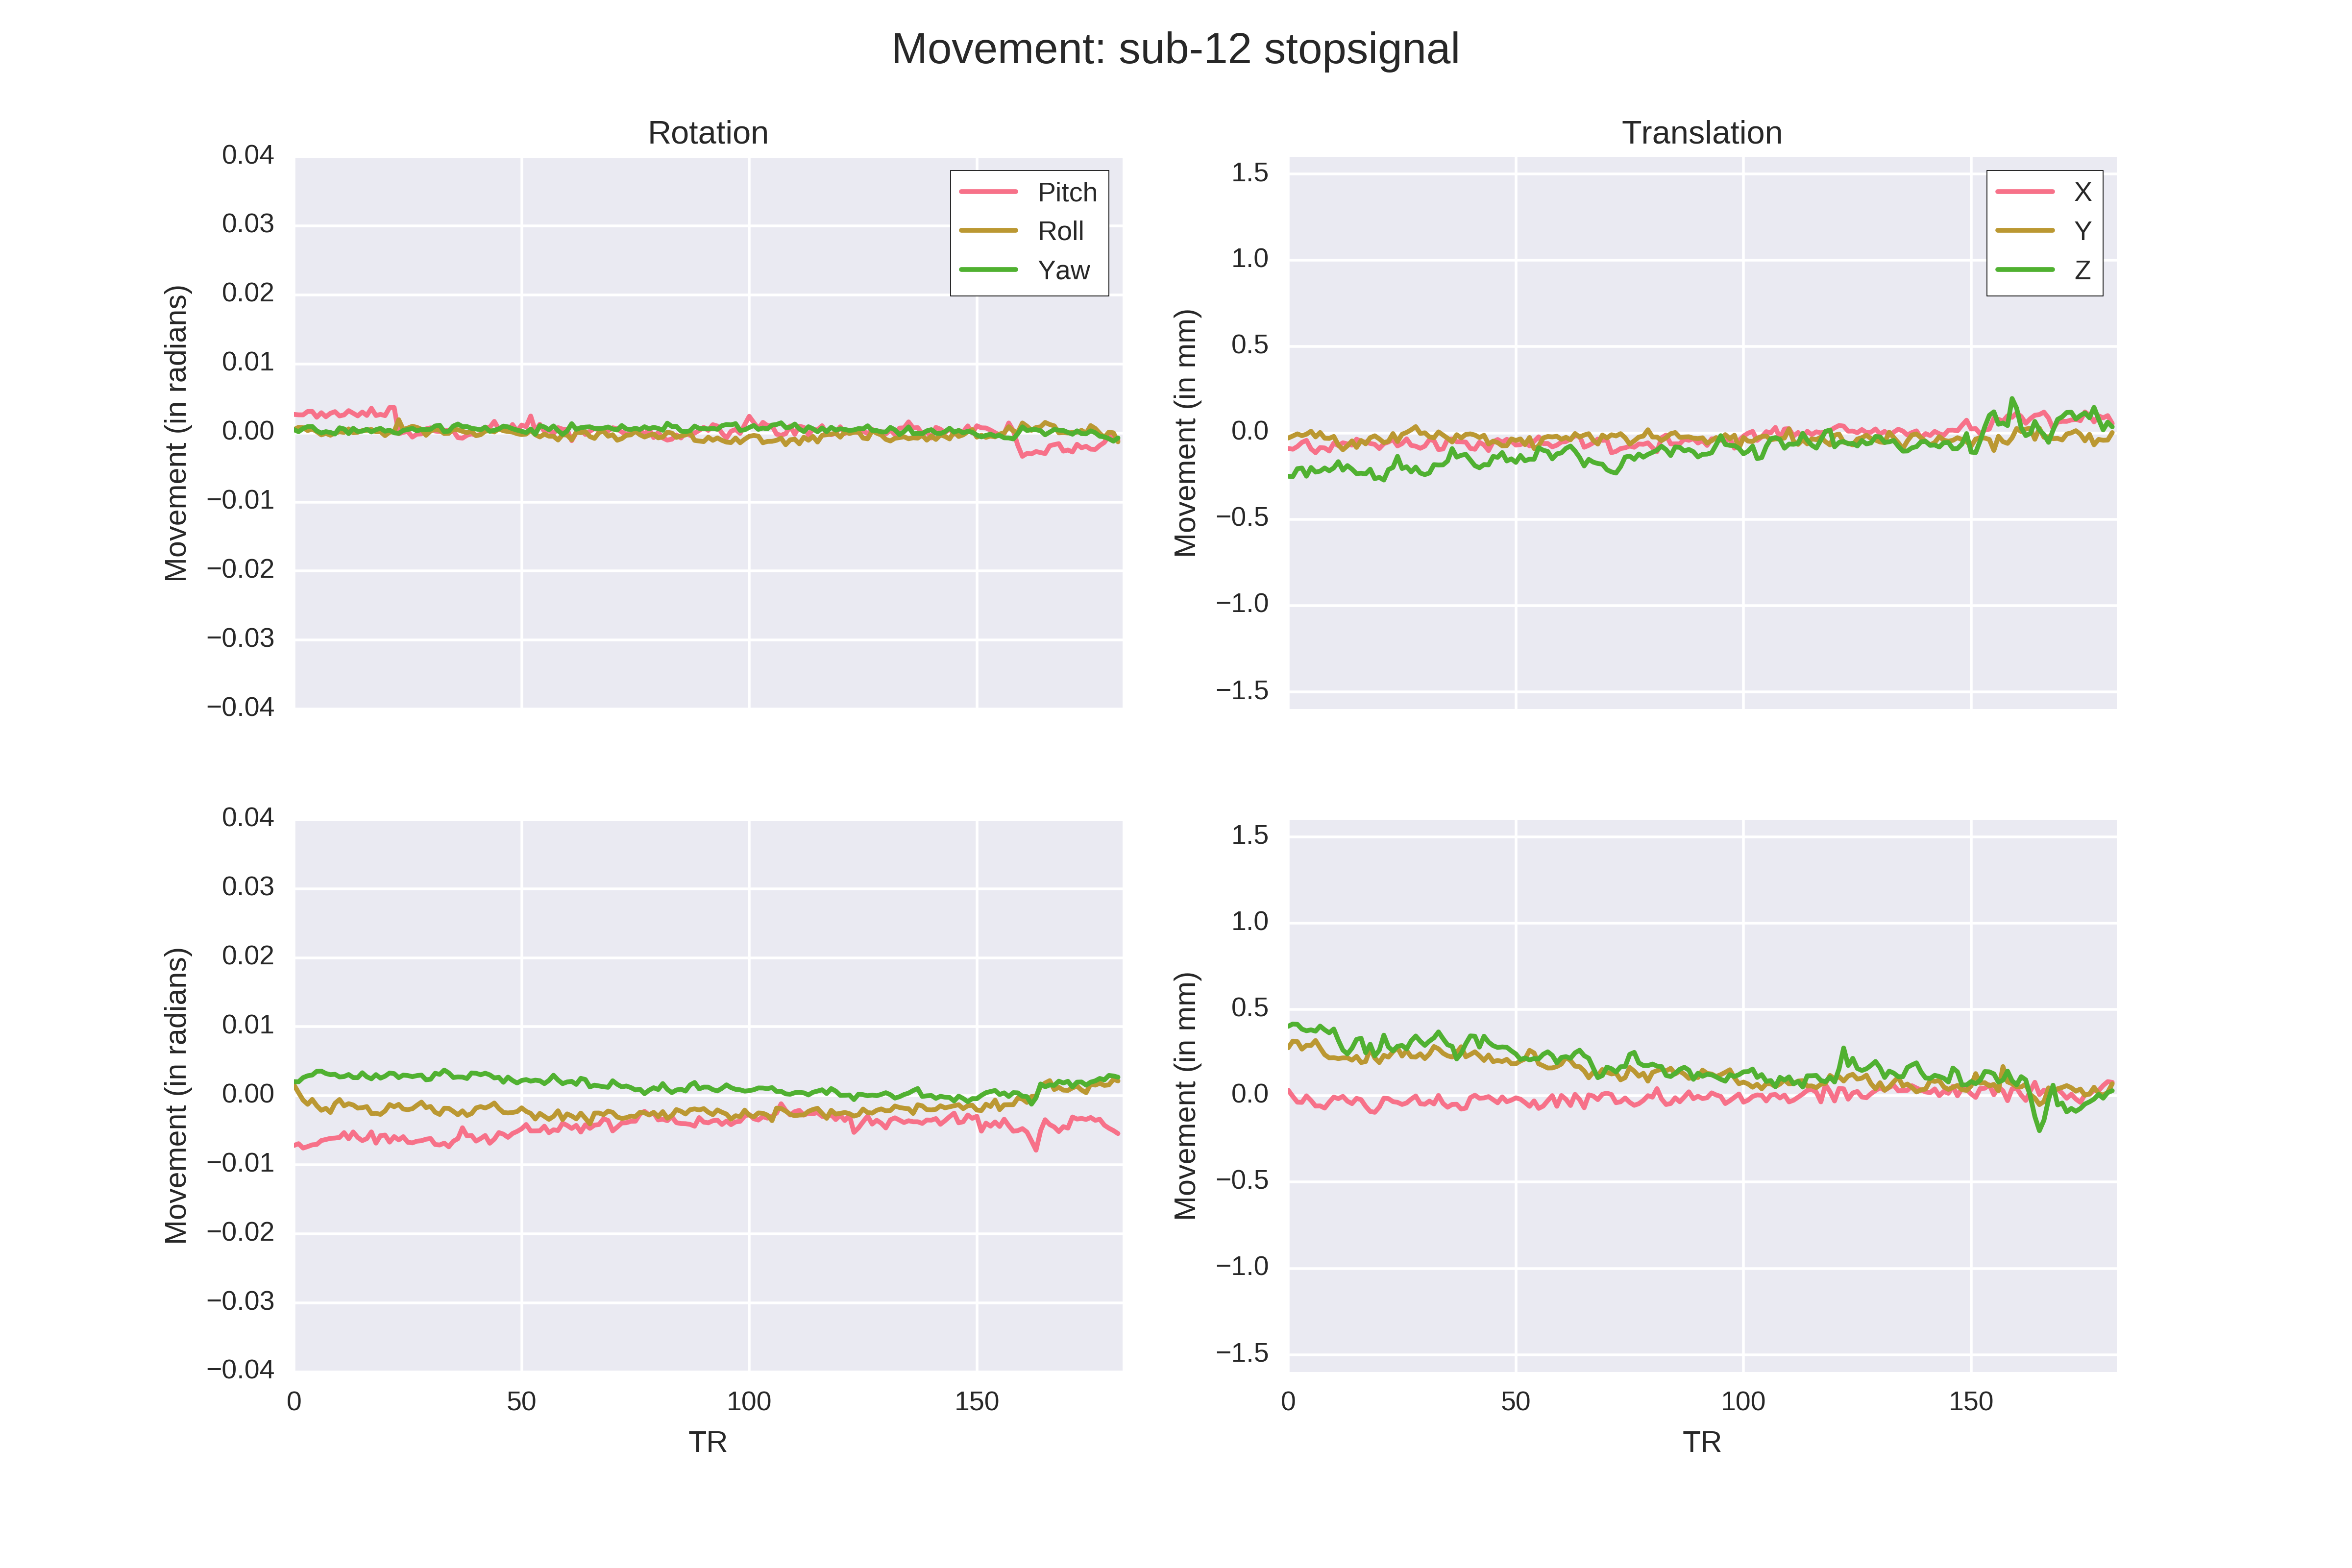 Movement: sub-12 stopsignal
Rotation
Translation
0.04
0.03
0.02
0.01
0.00
−0.01
−0.02
−0.03
−0.04
Movement (in radians)
Pitch
Roll
Yaw
1.5
1.0
0.5
0.0
−0.5
−1.0
−1.5
Movement (in mm)
X
Y
Z
0.04
0.03
0.02
0.01
0.00
−0.01
−0.02
−0.03
−0.04
Movement (in radians)
0 50 100 150
TR
1.5
1.0
0.5
0.0
−0.5
−1.0
−1.5
Movement (in mm)
0 50 100 150
TR